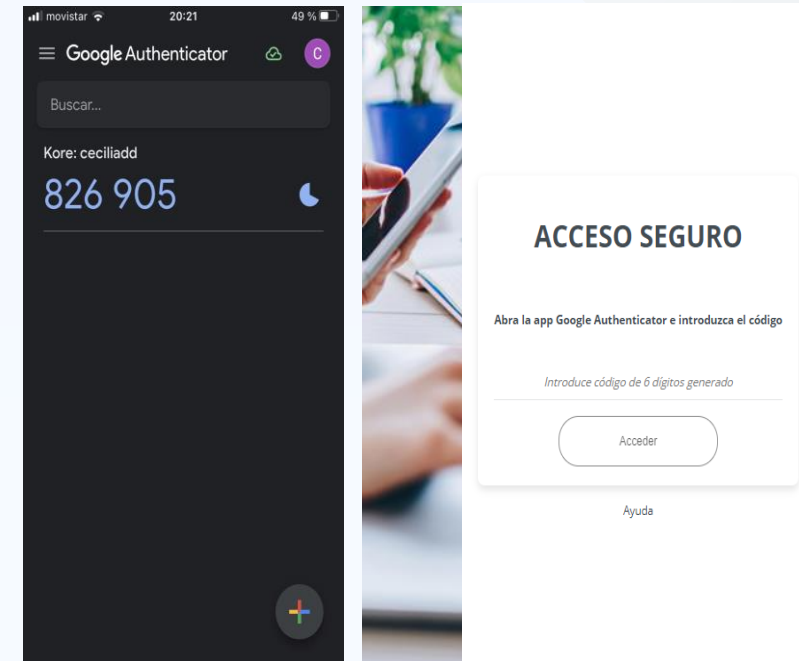 movistar 20:21 49 %
Google Authenticator C
Buscar...
Kore: ceciliadd
826 905
ACCESO SEGURO
Abra la app Google Authenticator e introduzca el código
Introduce código de 6 dígitos generado
Acceder
Ayuda